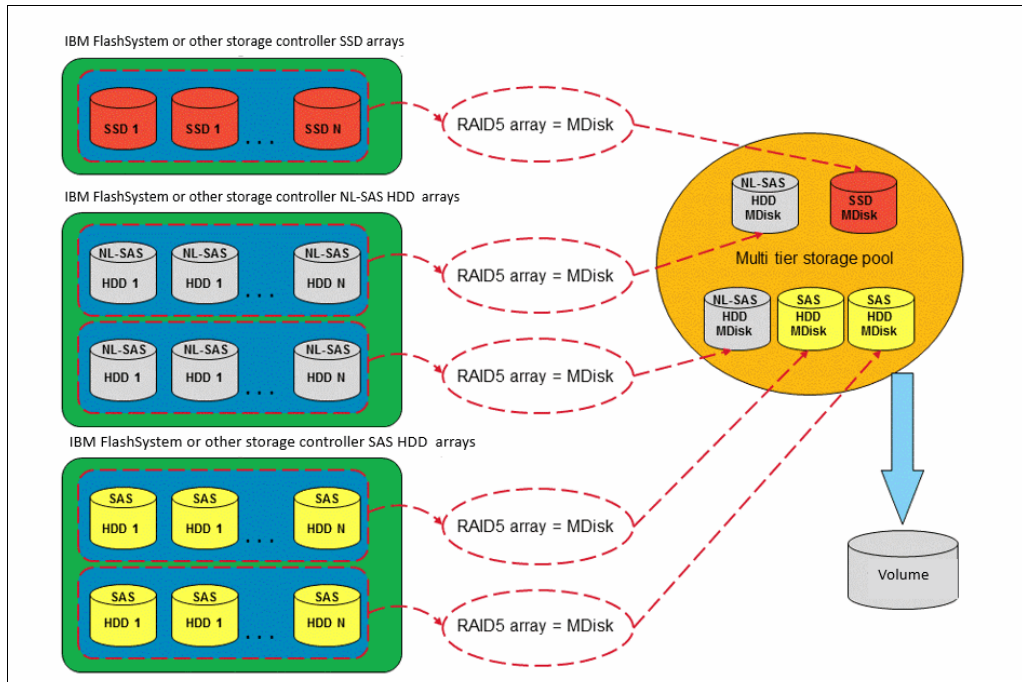 IBM FlashSystem or other storage controller SSD arrays
SSD 1
SSD 1
. . .
SSD N
RAID5 array = MDisk
IBM FlashSystem or other storage controller NL-SAS HDD arrays
NL-SAS
HDD 1
NL-SAS
HDD 1
. . .
NL-SAS
HDD N
RAID5 array = MDisk
NL-SAS
HDD 1
NL-SAS
HDD 1
. . .
NL-SAS
HDD N
RAID5 array = MDisk
IBM FlashSystem or other storage controller SAS HDD arrays
SAS
HDD 1
SAS
HDD 1
. . .
SAS
HDD N
RAID5 array = MDisk
SAS
HDD 1
SAS
HDD 1
. . .
SAS
HDD N
RAID5 array = MDisk
NL-SAS
HDD
MDisk
SSD
MDisk
Multi tier storage pool
NL-SAS
HDD
MDisk
SAS
HDD
MDisk
SAS
HDD
MDisk
Volume